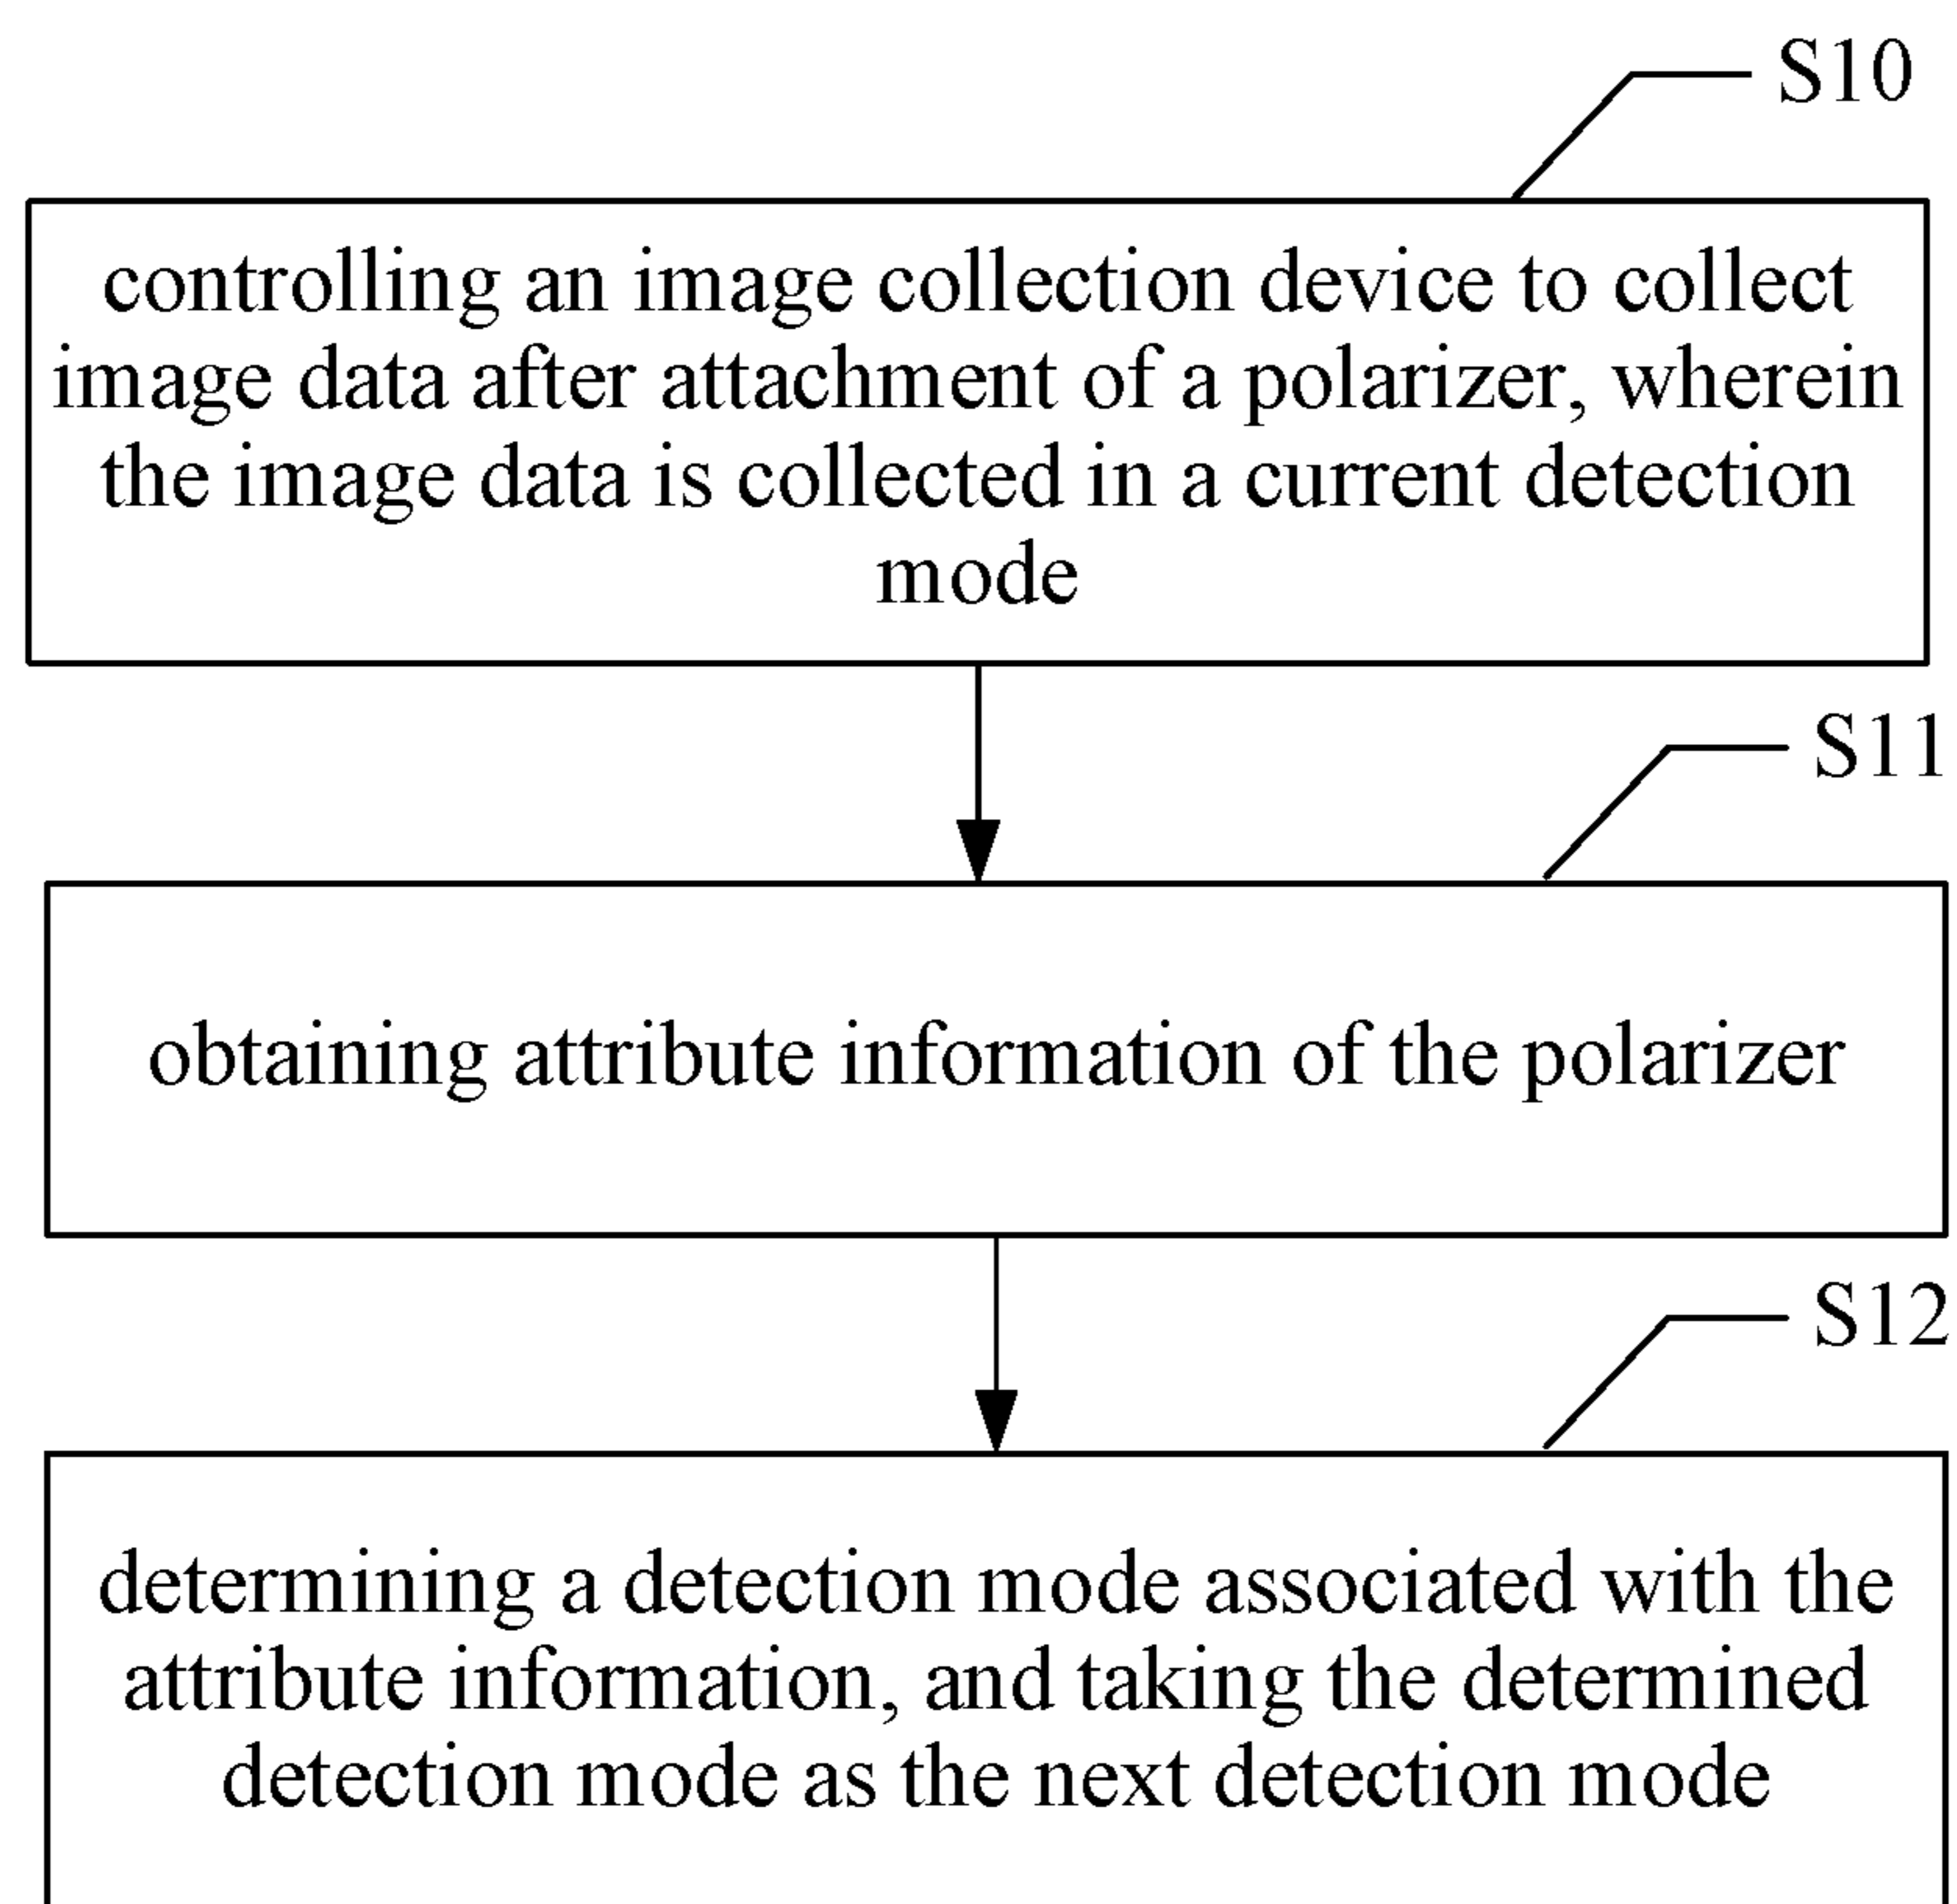 S10
controlling an image collection device to collect
image data after attachment of a polarizer, wherein
the image data is collected in a current detection
mode
S11
obtaining attribute information of the polarizer
S12
determining a detection mode associated with the
attribute information, and taking the determined
detection mode as the next detection mode